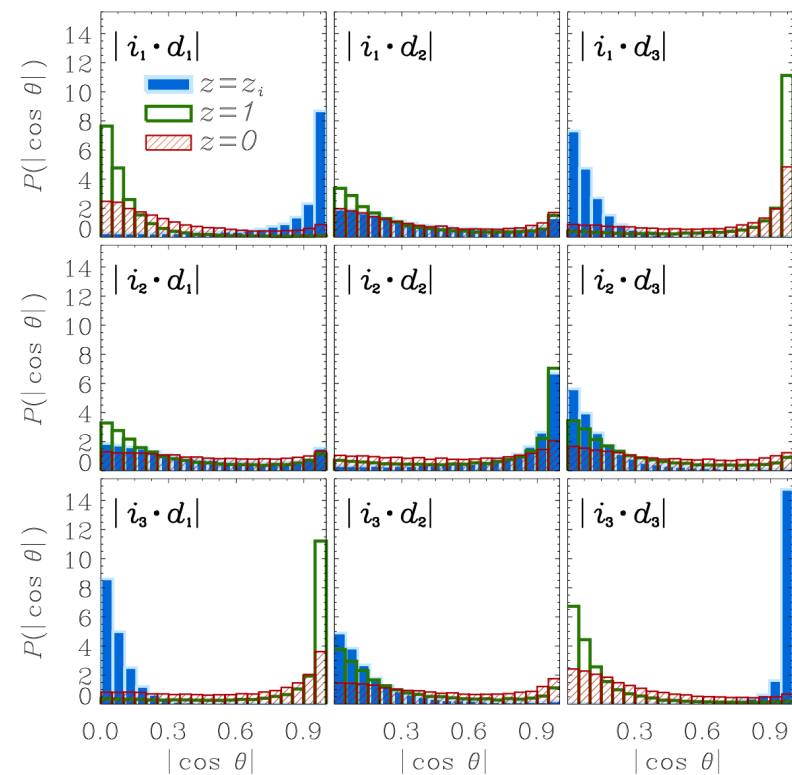 P(|cos θ|)
14
12
10
8
6
4
2
0
|i₁·d₁|
z=zᵢ
z=1
z=0
|i₁·d₂|
|i₁·d₃|
P(|cos θ|)
14
12
10
8
6
4
2
0
|i₂·d₁|
|i₂·d₂|
|i₂·d₃|
P(|cos θ|)
14
12
10
8
6
4
2
0
|i₃·d₁|
|i₃·d₂|
|i₃·d₃|
0.0 0.3 0.6 0.9 0.3 0.6 0.9 0.3 0.6 0.9
|cos θ| |cos θ| |cos θ|